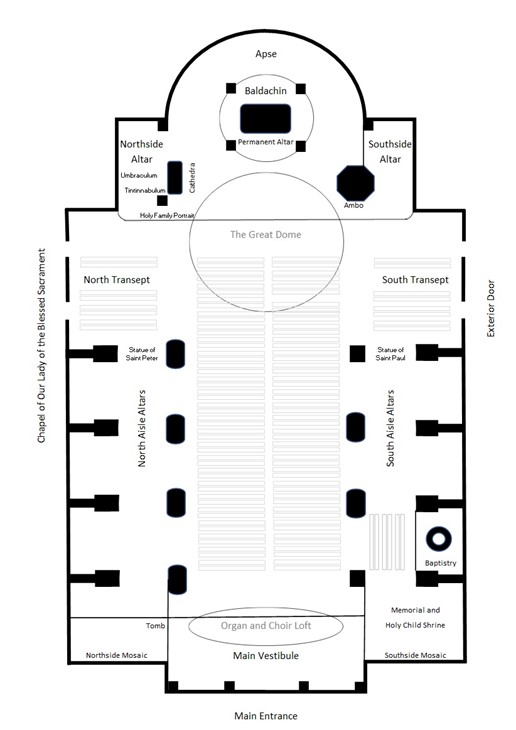 Apse
Baldachin
Permanent Altar
Northside
Altar
Umbraculum
Tintinnabulum
Cathedra
Holy Family Portrait
Southside
Altar
Ambo
The Great Dome
North Transept
South Transept
Chapel of Our Lady of the Blessed Sacrament
Exterior Door
Statue of
Saint Peter
Statue of
Saint Paul
North Aisle Altars
South Aisle Altars
Baptistry
Memorial and
Holy Child Shrine
Tomb
Organ and Choir Loft
Northside Mosaic
Main Vestibule
Southside Mosaic
Main Entrance